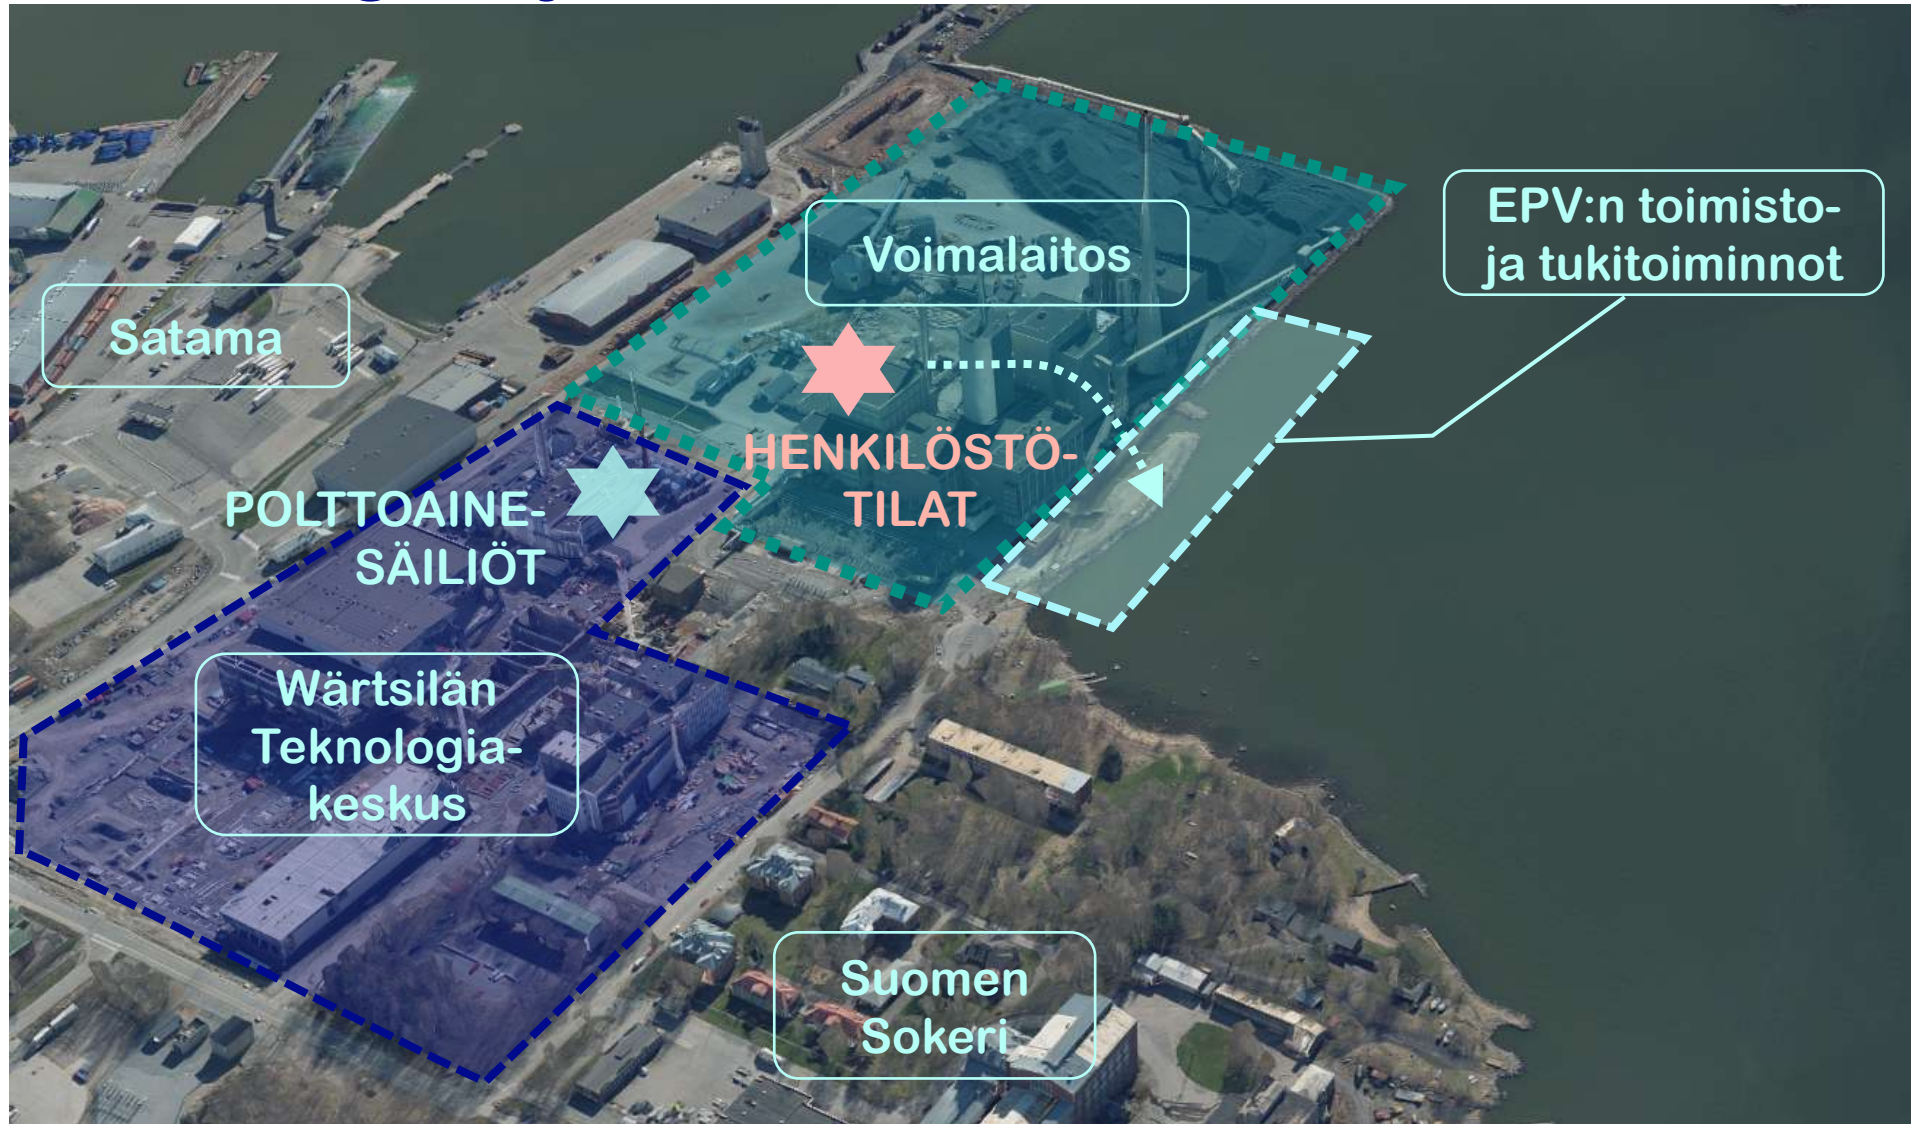 Voimalaitos
EPV:n toimisto-
ja tukitoiminnot
Satama
HENKILÖSTÖ-
TILAT
POLTTOAINE-
SÄILIÖT
Wärtsilän
Teknologia-
keskus
Suomen
Sokeri